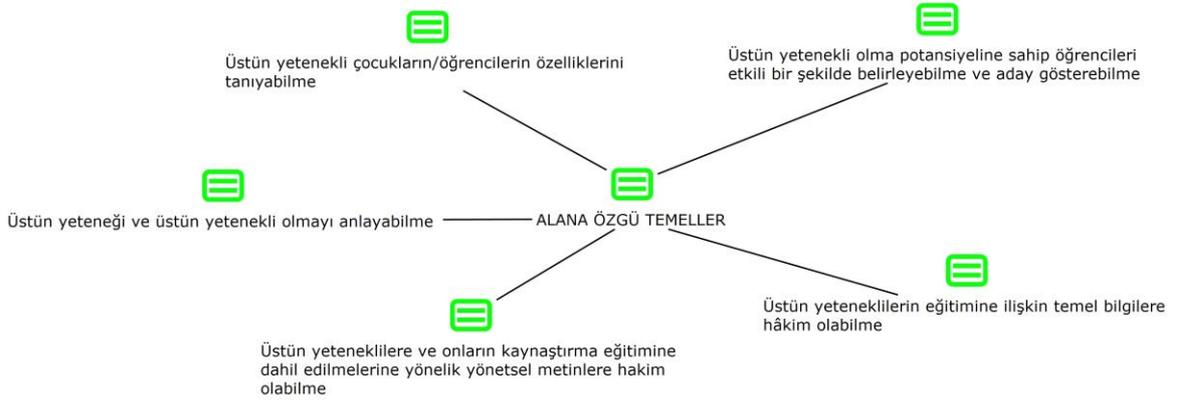 Üstün yetenekli çocukların/öğrencilerin özelliklerini
tanıyabilme
Üstün yetenekli olma potansiyeline sahip öğrencileri
etkili bir şekilde belirleyebilme ve aday gösterebilme
Üstün yeteneği ve üstün yetenekli olmayı anlayabilme
ALANA ÖZGÜ TEMELLER
Üstün yeteneklilerin eğitimine ilişkin temel bilgilere
hâkim olabilme
Üstün yeteneklilere ve onların kaynaştırma eğitimine
dahil edilmelerine yönelik yönetsel metinlere hakim
olabilme